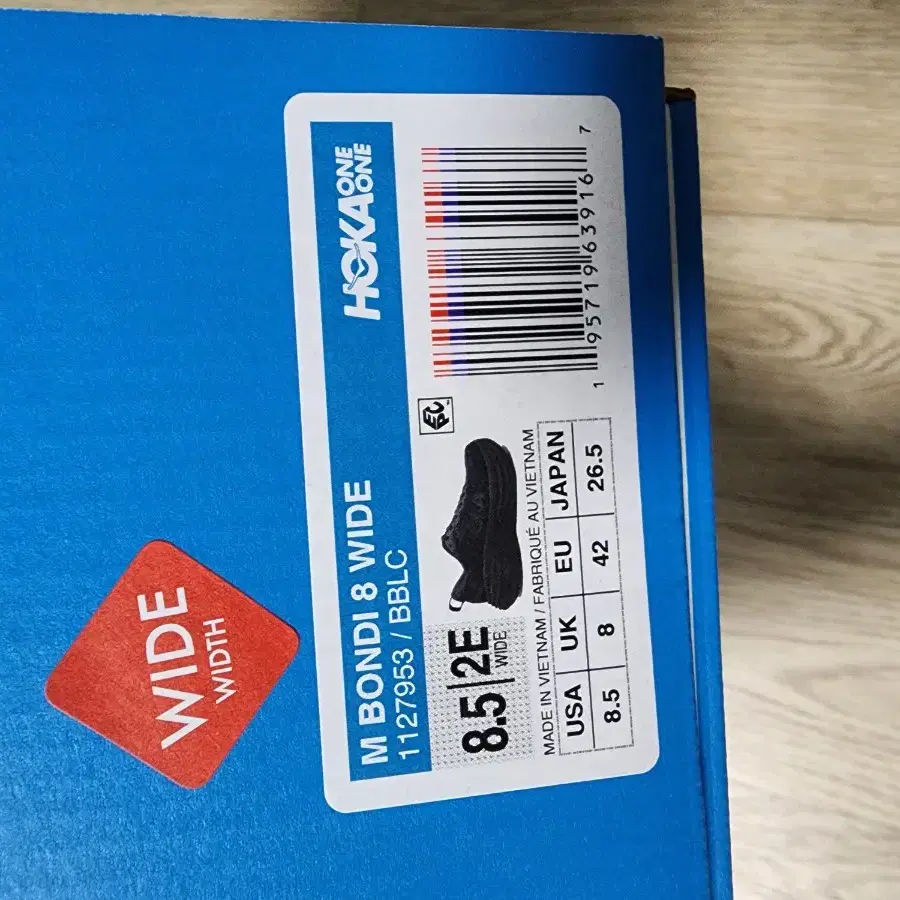 HOKA ONE ONE
M BONDI 8 WIDE
1127953 / BBLC
8.5 | 2E
WIDE
EPC
1 95719 63916 7
MADE IN VIETNAM / FABRIQUÉ AU VIETNAM
USA UK EU JAPAN
8.5 8 42 26.5
WIDE
WIDTH